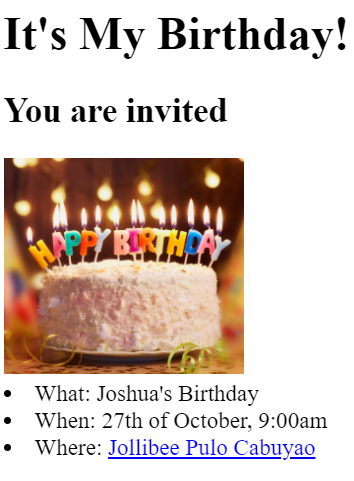 It's My Birthday!
You are invited
HAPPY BIRTHDAY
What: Joshua's Birthday
When: 27th of October, 9:00am
Where: Jollibee Pulo Cabuyao